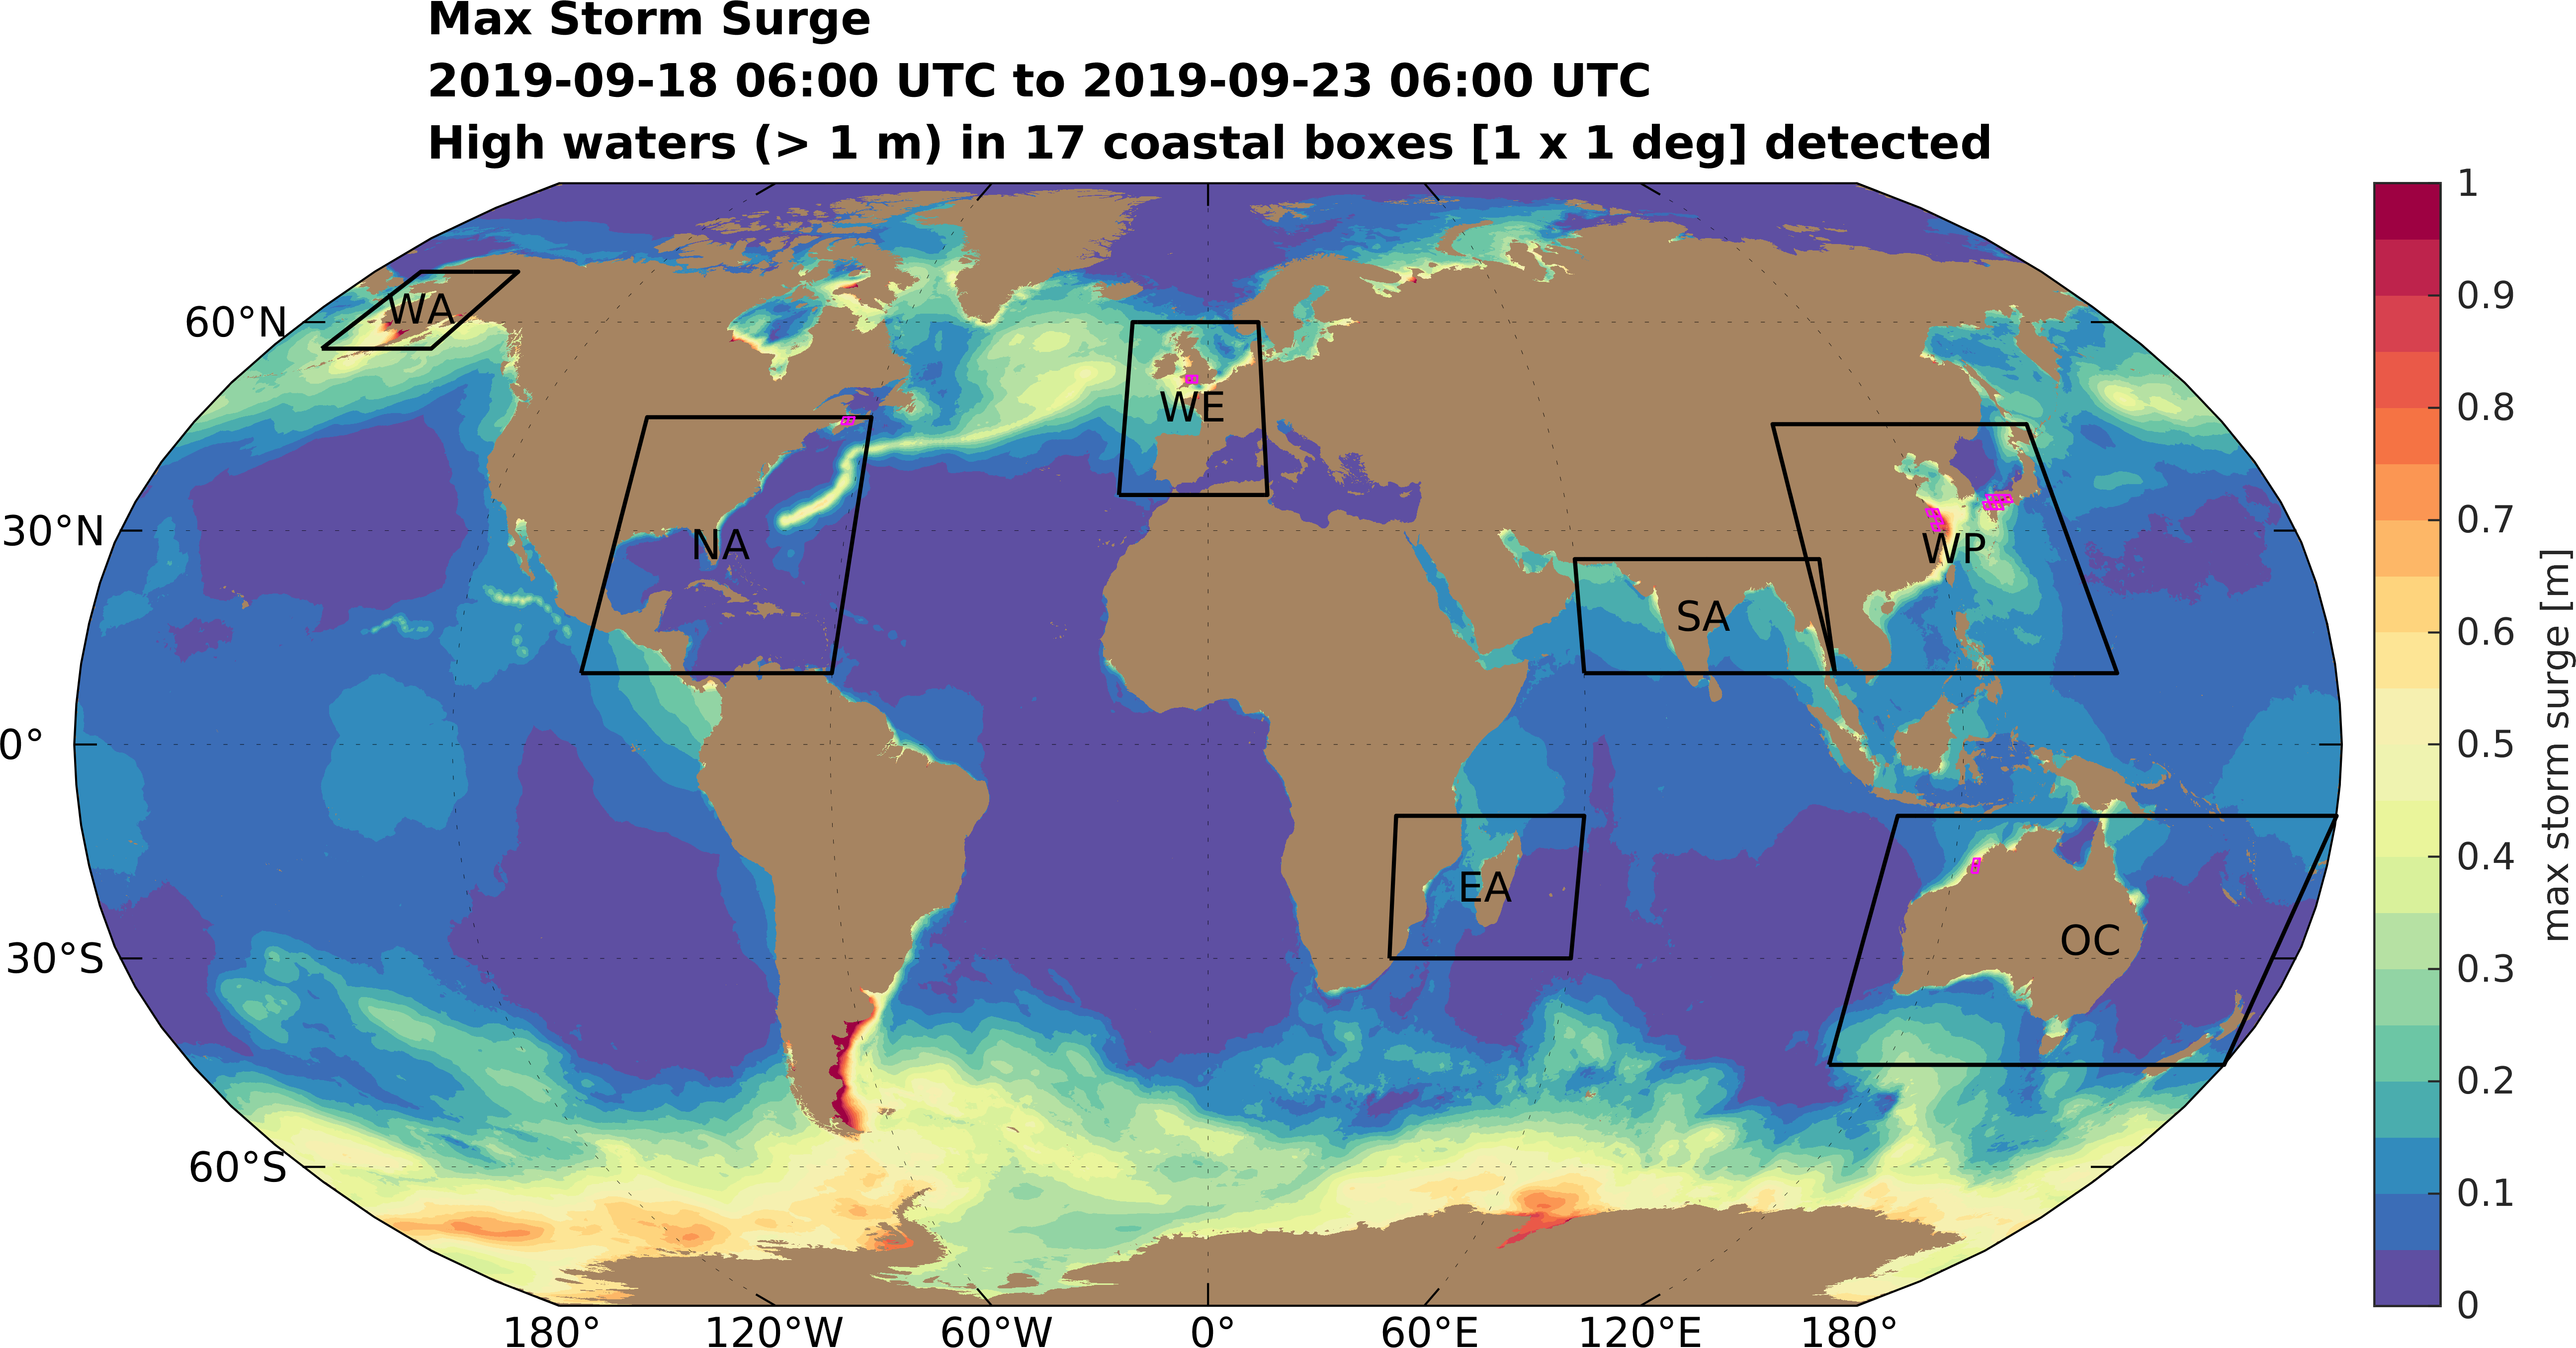 Max Storm Surge
2019-09-18 06:00 UTC to 2019-09-23 06:00 UTC
High waters (> 1 m) in 17 coastal boxes [1 x 1 deg] detected
60°N
30°N
0°
30°S
60°S
WA
NA
WE
SA
WP
EA
OC
180°
120°W
60°W
0°
60°E
120°E
180°
1
0.9
0.8
0.7
0.6
0.5
0.4
0.3
0.2
0.1
0
max storm surge [m]